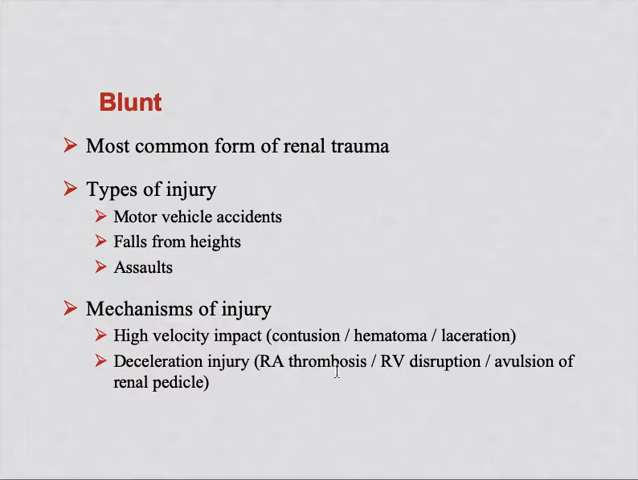 Blunt
Most common form of renal trauma
Types of injury
Motor vehicle accidents
Falls from heights
Assaults
Mechanisms of injury
High velocity impact (contusion / hematoma / laceration)
Deceleration injury (RA thrombosis / RV disruption / avulsion of
renal pedicle)